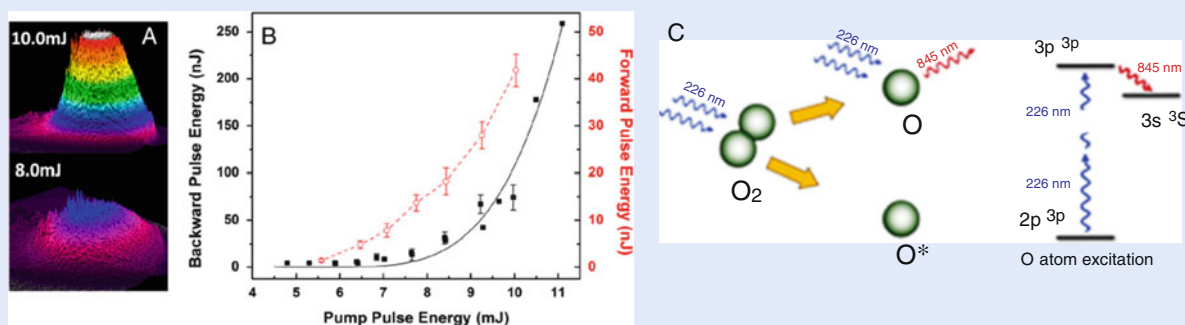 10.0mJ
A
8.0mJ
B
Backward Pulse Energy (nJ)
250
200
150
100
50
0
4 5 6 7 8 9 10 11
Pump Pulse Energy (mJ)
50
40
30
20
10
0
Forward Pulse Energy (nJ)
C
226 nm
O₂
226 nm
845 nm
O
O*
3p ³p
845 nm
3s ³S
226 nm
226 nm
2p ³p
O atom excitation